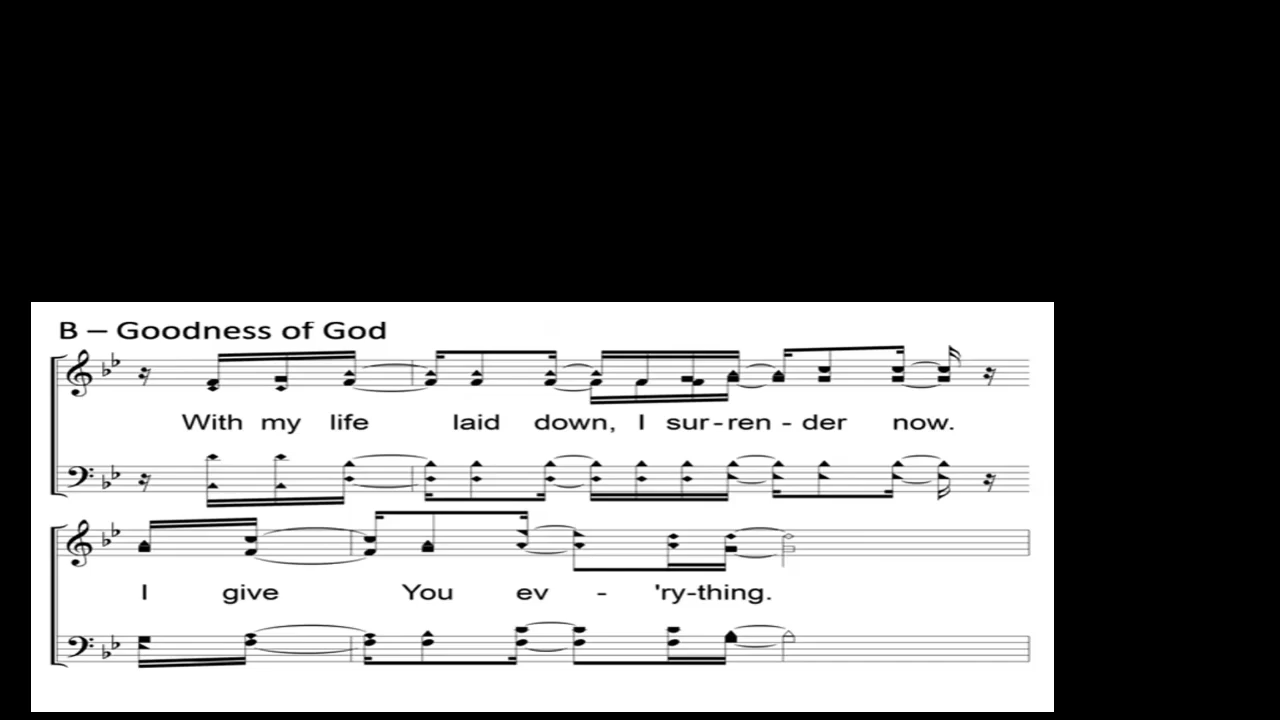 B – Goodness of God
With my life laid down, I sur-ren - der now.
I give You ev - 'ry-thing.